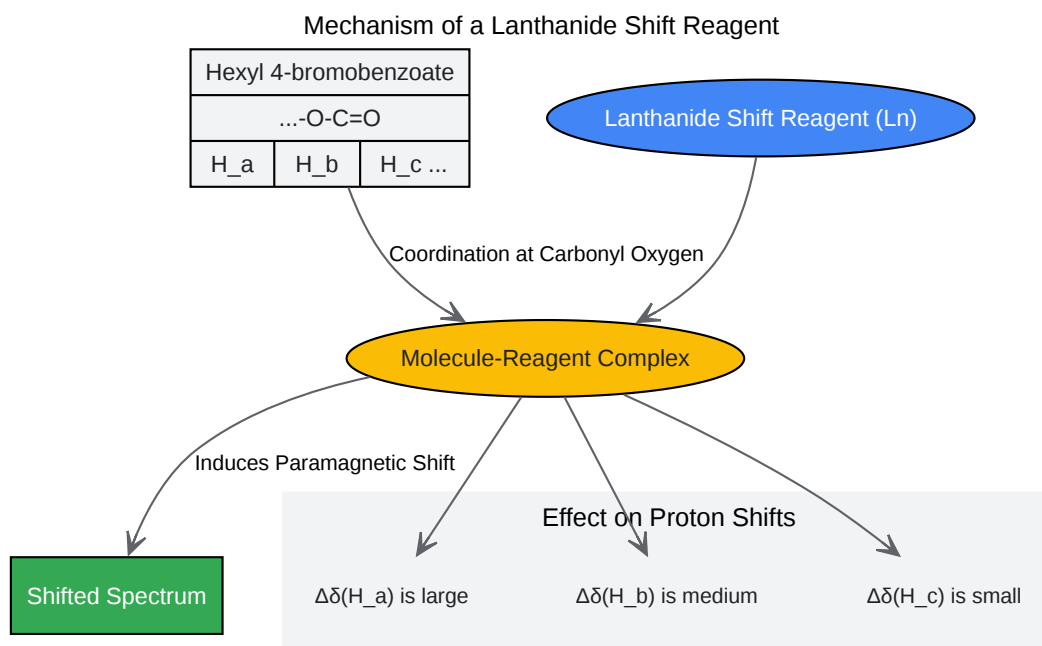 Mechanism of a Lanthanide Shift Reagent
Hexyl 4-bromobenzoate
...-O-C=O
H_a
H_b
H_c ...
Lanthanide Shift Reagent (Ln)
Coordination at Carbonyl Oxygen
Molecule-Reagent Complex
Induces Paramagnetic Shift
Shifted Spectrum
Effect on Proton Shifts
Δδ(H_a) is large
Δδ(H_b) is medium
Δδ(H_c) is small